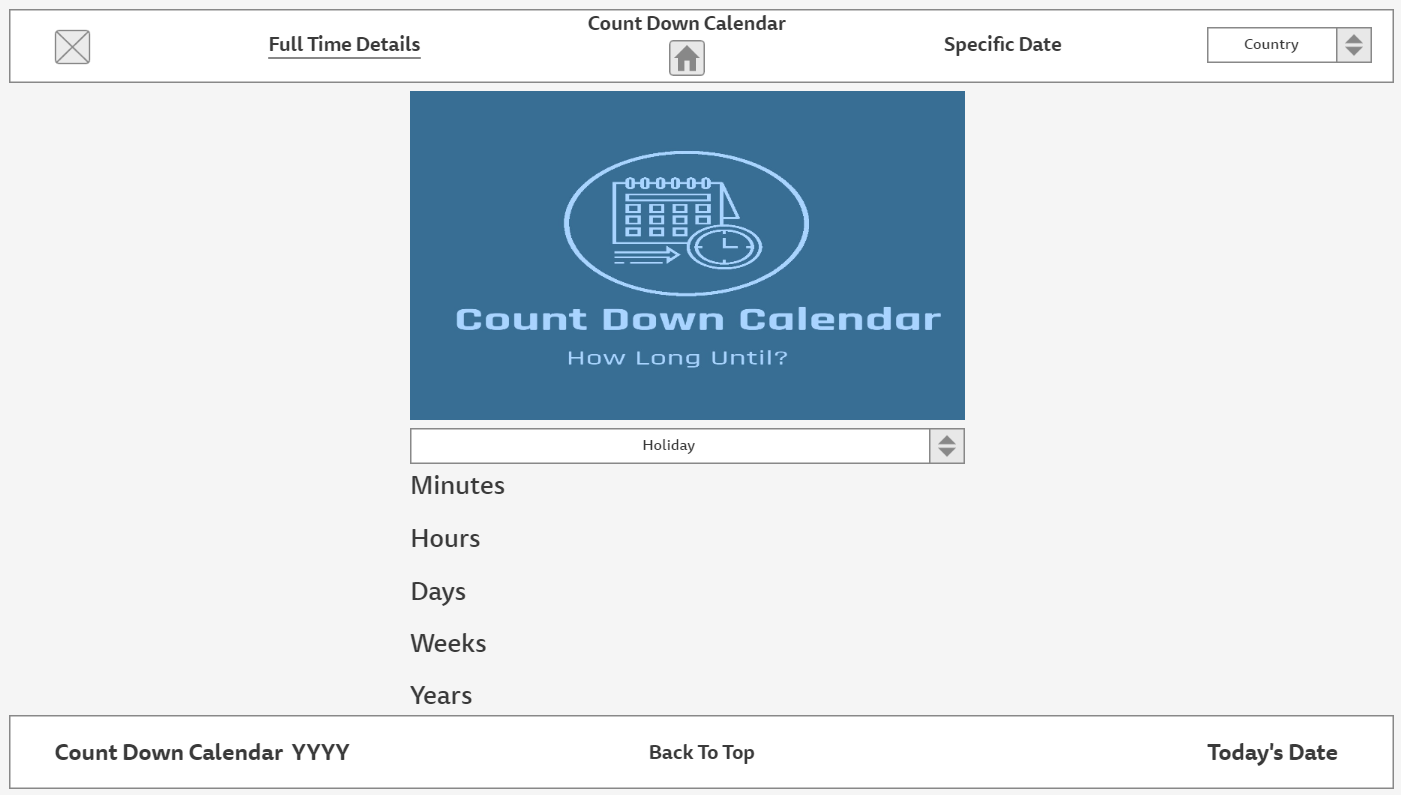 Count Down Calendar
Full Time Details
Specific Date
Country
Count Down Calendar
How Long Until?
Holiday
Minutes
Hours
Days
Weeks
Years
Count Down Calendar YYYY
Back To Top
Today's Date